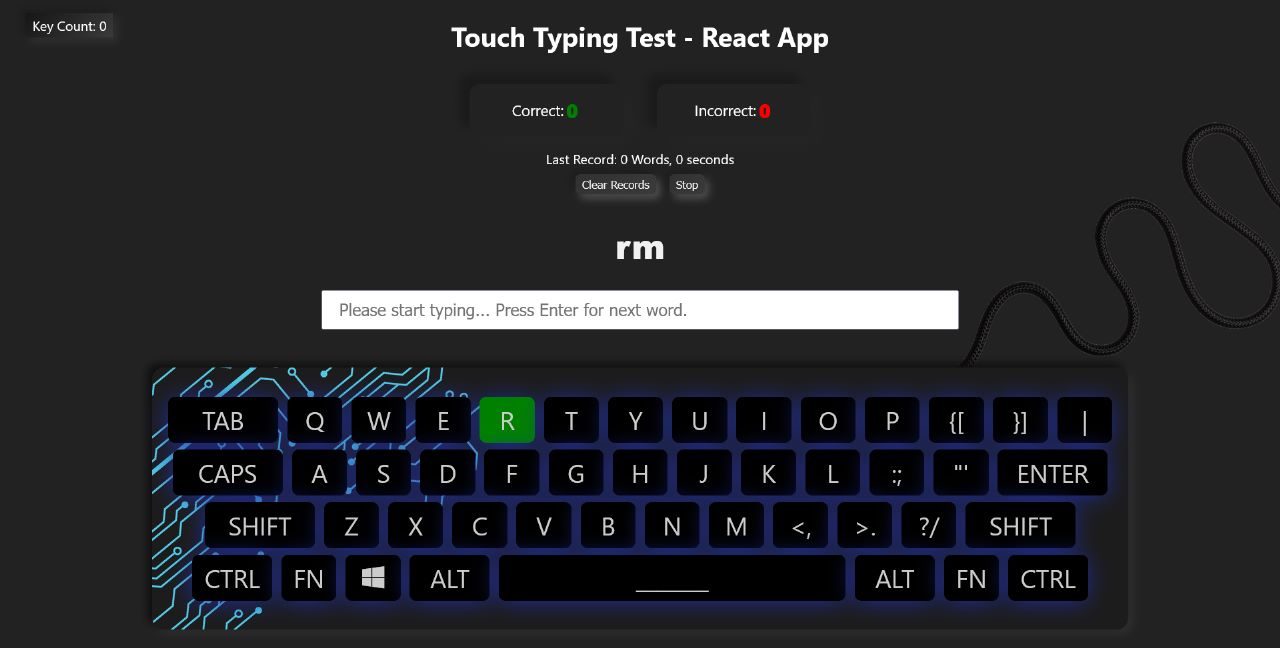 Key Count: 0
Touch Typing Test - React App
Correct: 0 Incorrect: 0
Last Record: 0 Words, 0 seconds
Clear Records Stop
rm
Please start typing... Press Enter for next word.
TAB Q W E R T Y U I O P {[ }] |
CAPS A S D F G H J K L :; "' ENTER
SHIFT Z X C V B N M <, >. ?/ SHIFT
CTRL FN ALT ______ ALT FN CTRL